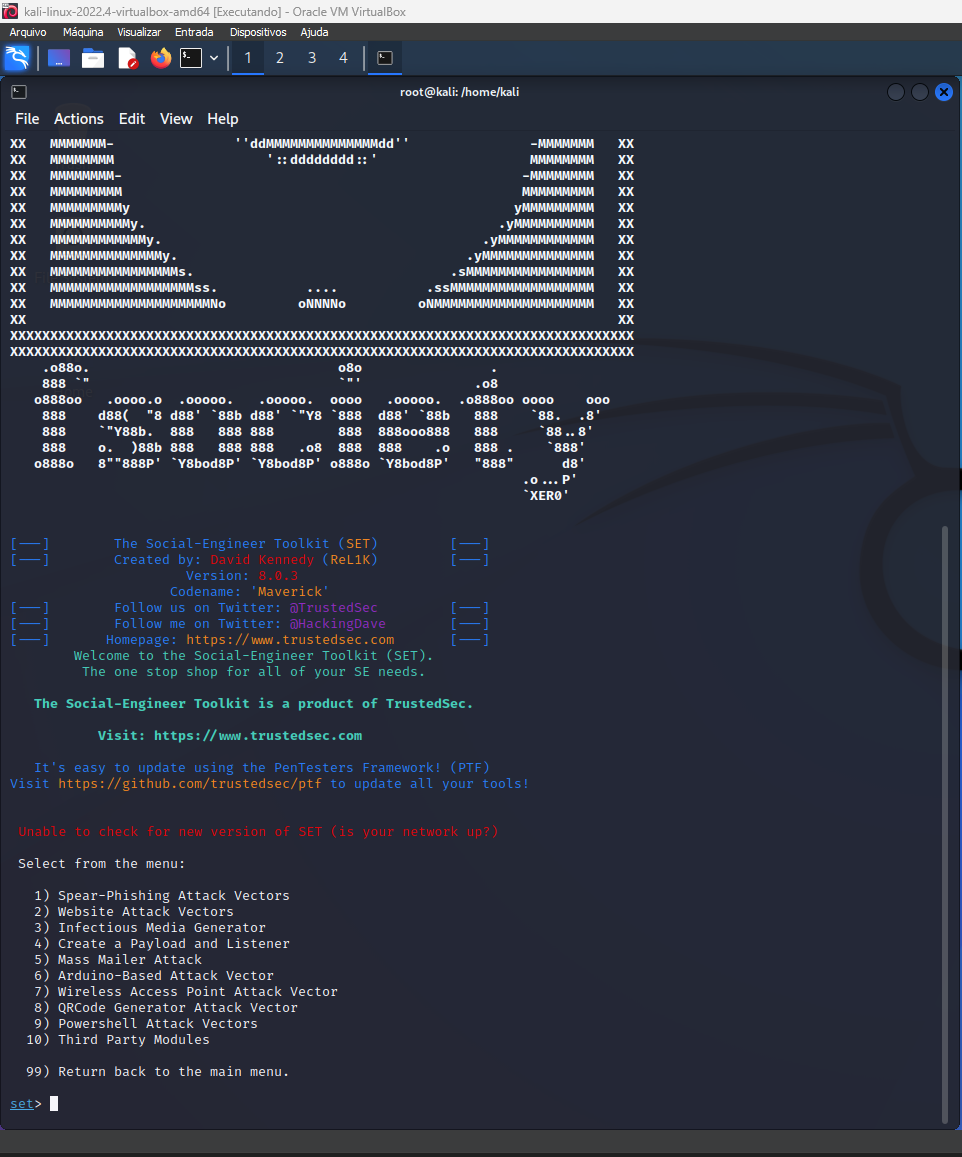 kali-linux-2022.4-virtualbox-amd64 [Executando] - Oracle VM VirtualBox
Arquivo Máquina Visualizar Entrada Dispositivos Ajuda
1 2 3 4
root@kali: /home/kali
File Actions Edit View Help
XX   MMMMMMM-               ''ddMMMMMMMMMMMMMMdd''               -MMMMMMM   XX
XX   MMMMMMMM                   '::dddddddd::'                   MMMMMMMM   XX
XX   MMMMMMMM-                                                  -MMMMMMMM   XX
XX   MMMMMMMMM                                                  MMMMMMMMM   XX
XX   MMMMMMMMMy                                                yMMMMMMMMM   XX
XX   MMMMMMMMMMy.                                            .yMMMMMMMMMM   XX
XX   MMMMMMMMMMMMy.                                        .yMMMMMMMMMMMM   XX
XX   MMMMMMMMMMMMMMy.                                    .yMMMMMMMMMMMMMM   XX
XX   MMMMMMMMMMMMMMMMs.                                .sMMMMMMMMMMMMMMMM   XX
XX   MMMMMMMMMMMMMMMMMMss.           ....           .ssMMMMMMMMMMMMMMMMMM   XX
XX   MMMMMMMMMMMMMMMMMMMMNo         oNNNNo         oNMMMMMMMMMMMMMMMMMMMM   XX
XX                                                                          XX
XXXXXXXXXXXXXXXXXXXXXXXXXXXXXXXXXXXXXXXXXXXXXXXXXXXXXXXXXXXXXXXXXXXXXXXXXXXXXX
XXXXXXXXXXXXXXXXXXXXXXXXXXXXXXXXXXXXXXXXXXXXXXXXXXXXXXXXXXXXXXXXXXXXXXXXXXXXXX
    .o88o.                               o8o                .
    888 `"                               `"'              .o8
   o888oo   .oooo.o  .ooooo.   .ooooo.  oooo   .ooooo.  .o888oo oooo    ooo
    888    d88(  "8 d88' `88b d88' `"Y8 `888  d88' `88b   888    `88.  .8'
    888    `"Y88b.  888   888 888        888  888ooo888   888     `88..8'
    888    o.  )88b 888   888 888   .o8  888  888    .o   888 .    `888'
   o888o   8""888P' `Y8bod8P' `Y8bod8P' o888o `Y8bod8P'   "888"      d8'
                                                                .o...P'
                                                                `XER0'
[---]        The Social-Engineer Toolkit (SET)         [---]
[---]        Created by: David Kennedy (ReL1K)         [---]
Version: 8.0.3
Codename: 'Maverick'
[---]        Follow us on Twitter: @TrustedSec         [---]
[---]        Follow me on Twitter: @HackingDave        [---]
[---]       Homepage: https://www.trustedsec.com       [---]
Welcome to the Social-Engineer Toolkit (SET).
The one stop shop for all of your SE needs.
The Social-Engineer Toolkit is a product of TrustedSec.
Visit: https://www.trustedsec.com
It's easy to update using the PenTesters Framework! (PTF)
Visit https://github.com/trustedsec/ptf to update all your tools!
Unable to check for new version of SET (is your network up?)
Select from the menu:
1) Spear-Phishing Attack Vectors
2) Website Attack Vectors
3) Infectious Media Generator
4) Create a Payload and Listener
5) Mass Mailer Attack
6) Arduino-Based Attack Vector
7) Wireless Access Point Attack Vector
8) QRCode Generator Attack Vector
9) Powershell Attack Vectors
10) Third Party Modules
99) Return back to the main menu.
set>